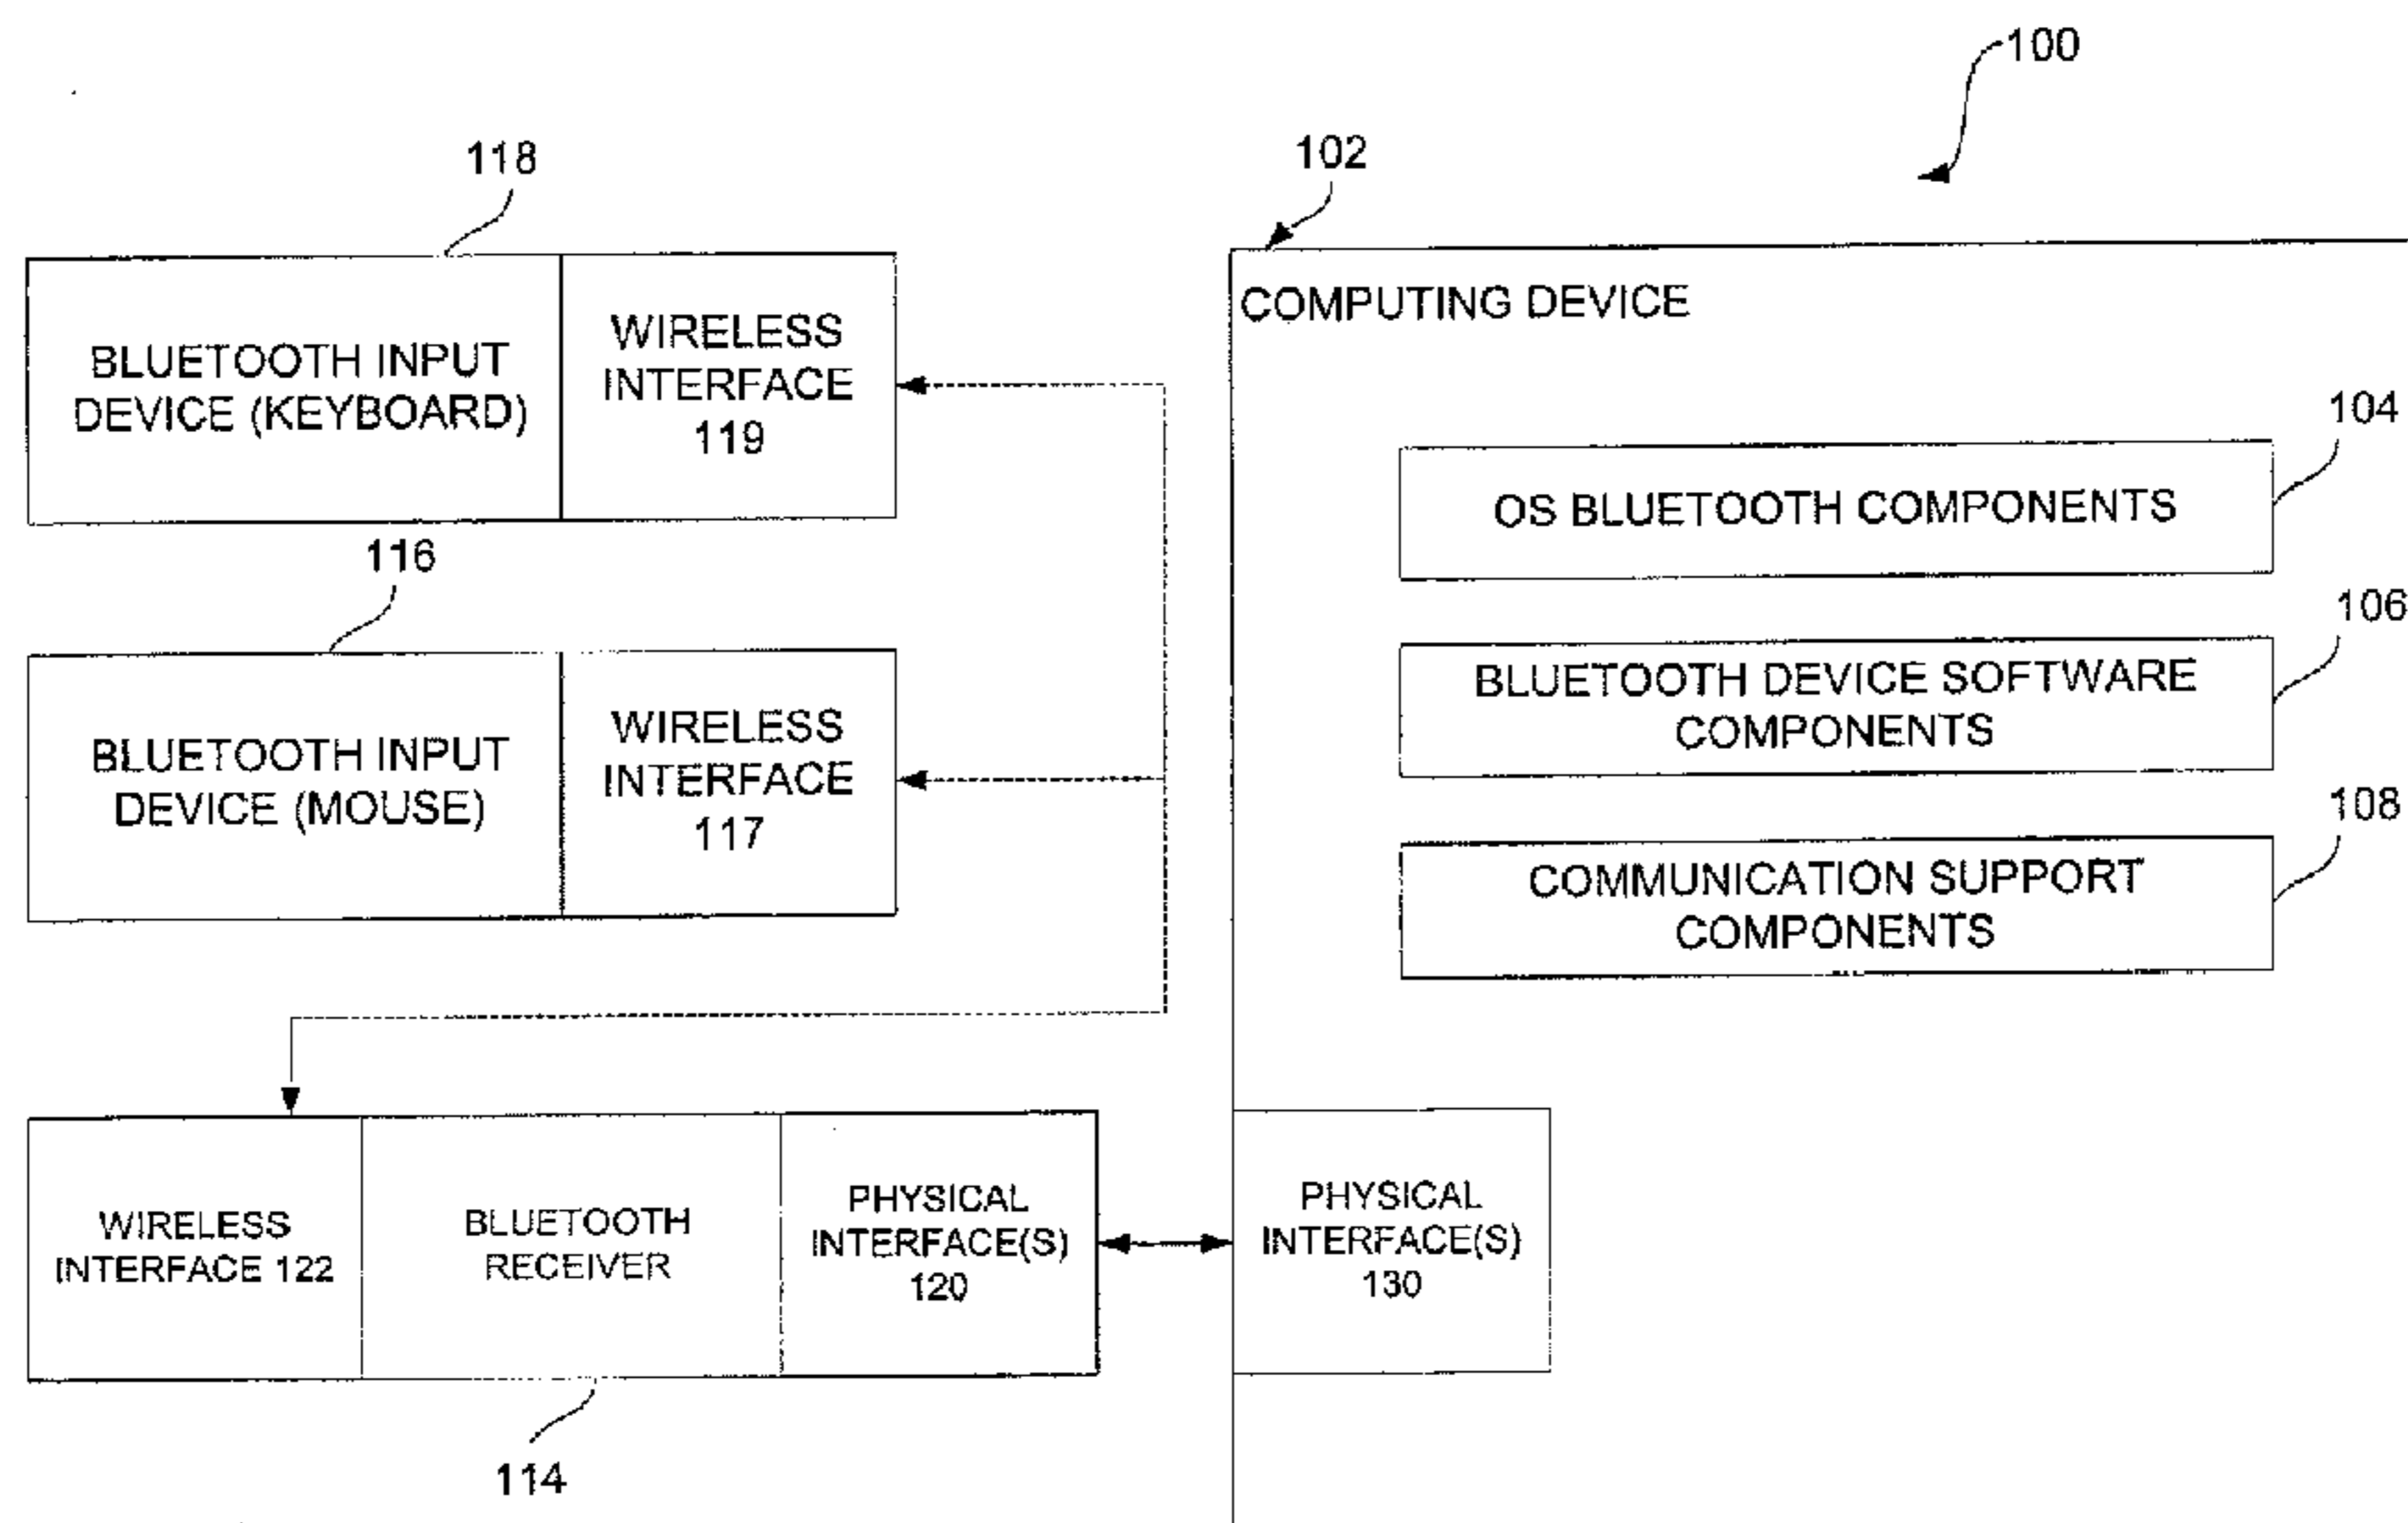 100
118
102
BLUETOOTH INPUT
DEVICE (KEYBOARD)
WIRELESS
INTERFACE
119
COMPUTING DEVICE
104
OS BLUETOOTH COMPONENTS
116
BLUETOOTH INPUT
DEVICE (MOUSE)
WIRELESS
INTERFACE
117
106
BLUETOOTH DEVICE SOFTWARE
COMPONENTS
108
COMMUNICATION SUPPORT
COMPONENTS
WIRELESS
INTERFACE 122
BLUETOOTH
RECEIVER
PHYSICAL
INTERFACE(S)
120
PHYSICAL
INTERFACE(S)
130
114